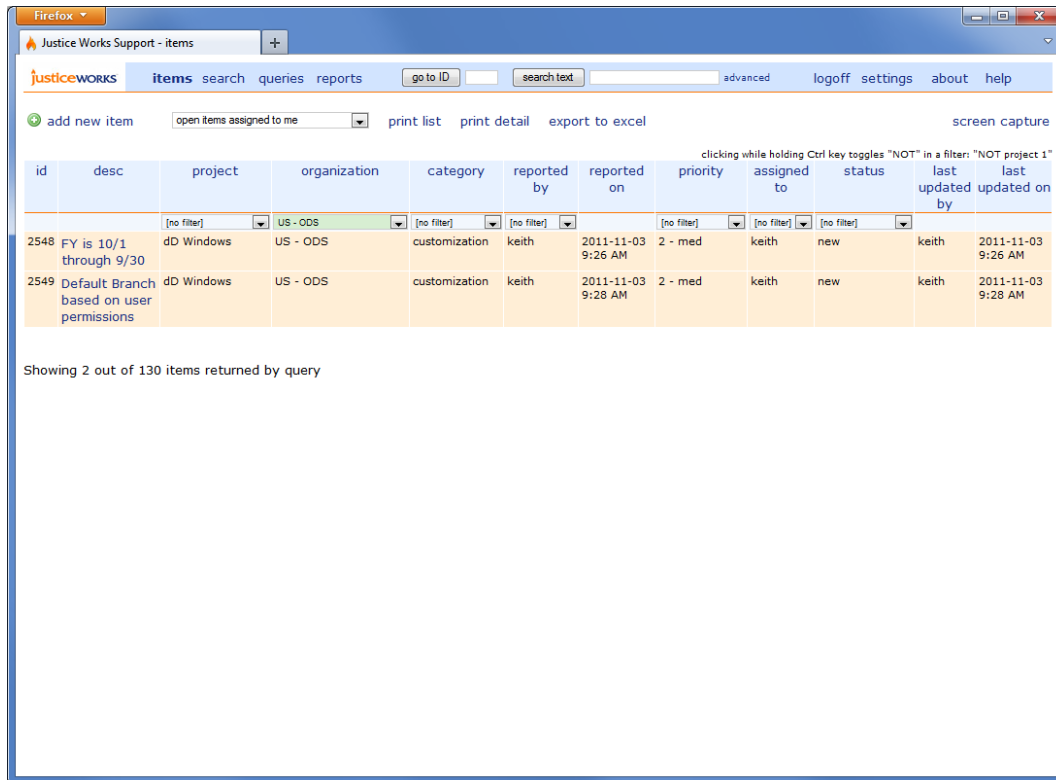 Firefox
Justice Works Support - items
justiceworks items search queries reports go to ID search text advanced logoff settings about help
add new item open items assigned to me print list print detail export to excel screen capture
clicking while holding Ctrl key toggles "NOT" in a filter: "NOT project 1"
id desc project organization category reported priority assigned status last last
by on to updated updated on
by
[no filter] US - ODS [no filter] [no filter] [no filter] [no filter] [no filter]
2548 FY is 10/1 dD Windows US - ODS customization keith 2011-11-03 2 - med keith new keith 2011-11-03
through 9/30 9:26 AM 9:26 AM
2549 Default Branch dD Windows US - ODS customization keith 2011-11-03 2 - med keith new keith 2011-11-03
based on user 9:28 AM 9:28 AM
permissions
Showing 2 out of 130 items returned by query